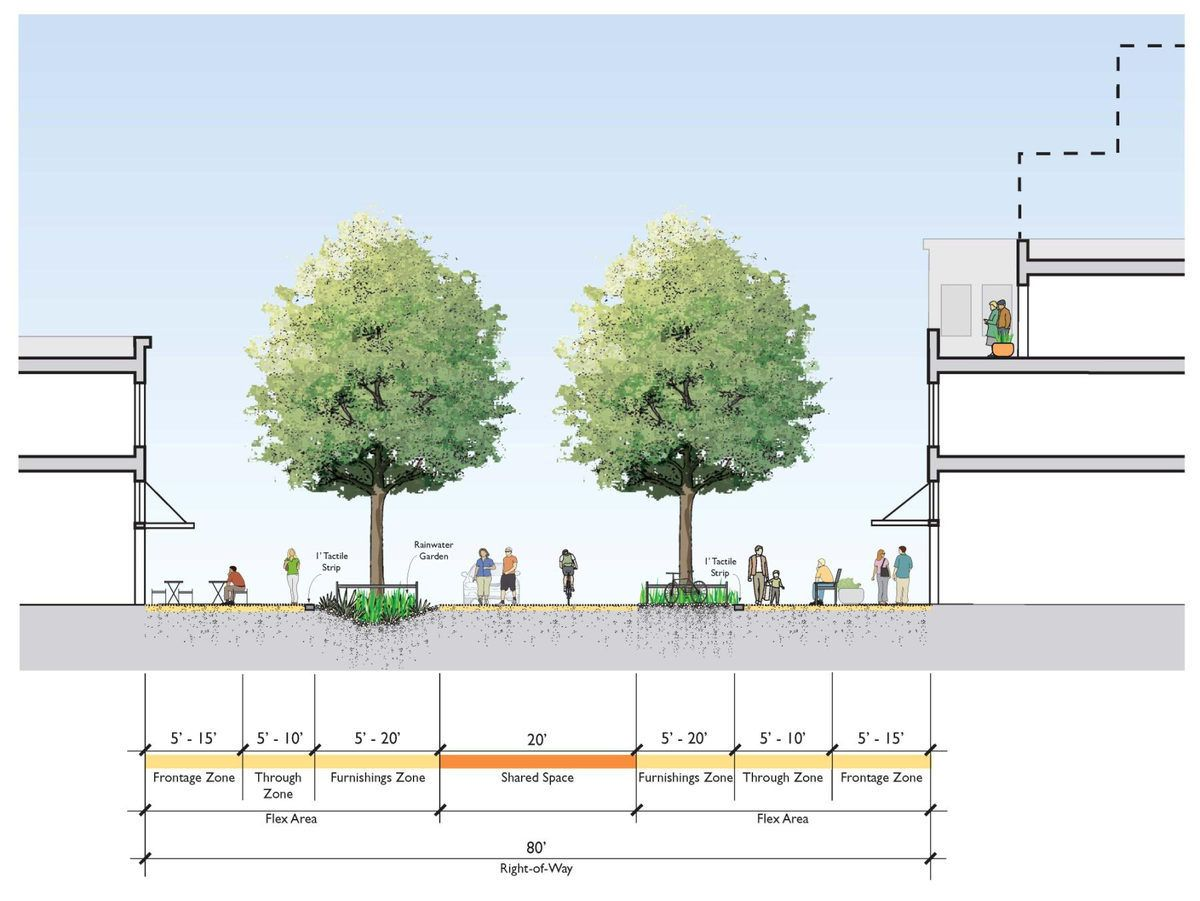 1' Tactile
Strip
Rainwater
Garden
1' Tactile
Strip
5' - 15'
5' - 10'
5' - 20'
20'
5' - 20'
5' - 10'
5' - 15'
Frontage Zone
Through
Zone
Furnishings Zone
Shared Space
Furnishings Zone
Through Zone
Frontage Zone
Flex Area
Flex Area
80'
Right-of-Way